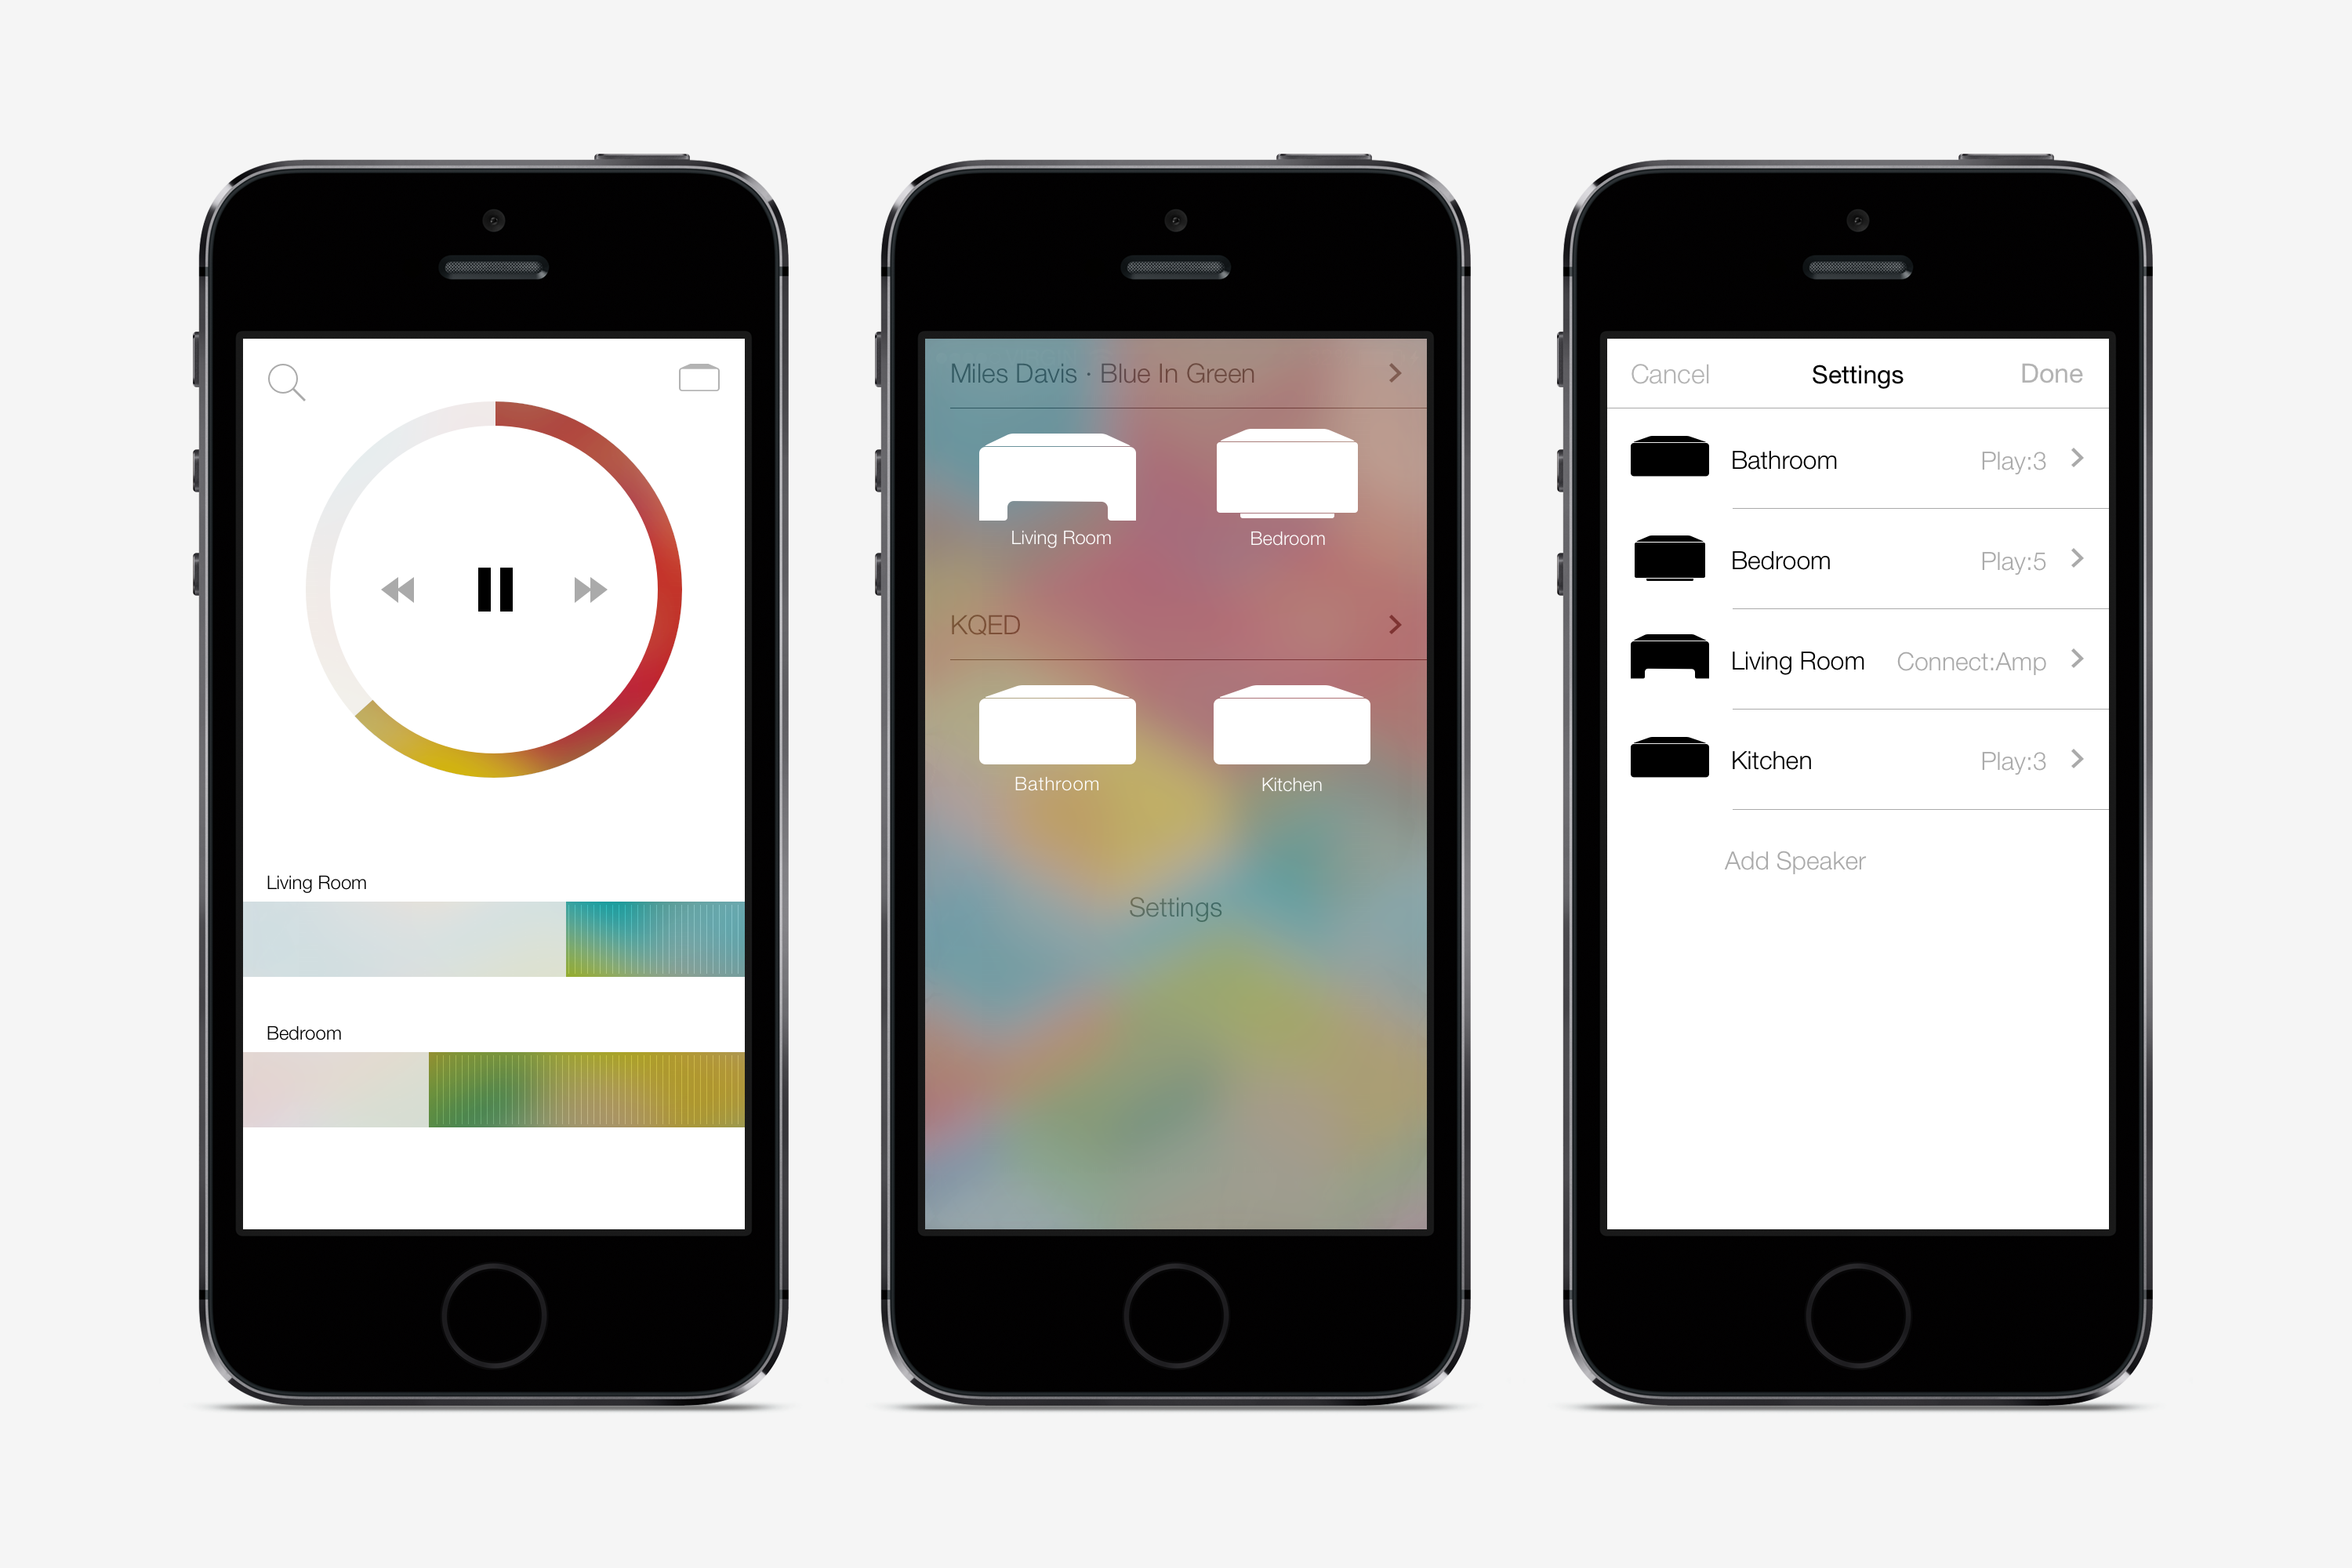 Living Room
Bedroom
Miles Davis · Blue In Green
Living Room
Bedroom
KQED
Bathroom
Kitchen
Settings
Cancel
Settings
Done
Bathroom
Play:3
Bedroom
Play:5
Living Room
Connect:Amp
Kitchen
Play:3
Add Speaker